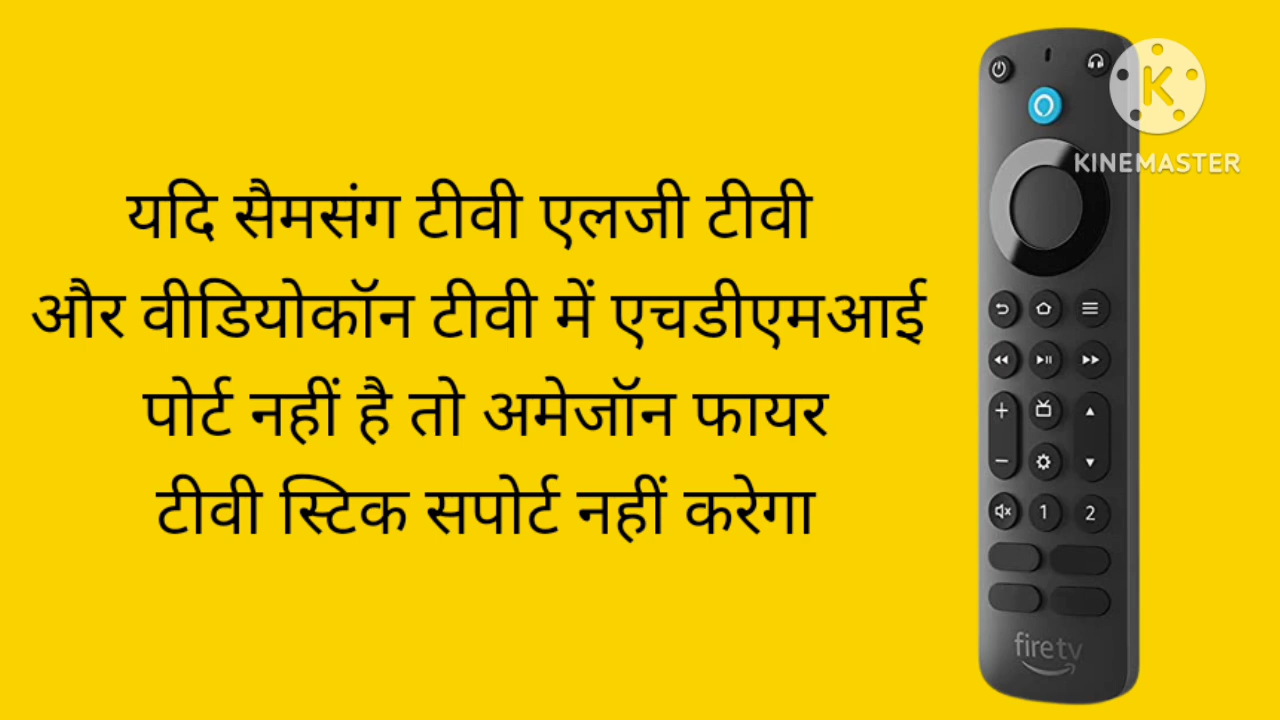 यदि सैमसंग टीवी एलजी टीवी
और वीडियोकॉन टीवी में एचडीएमआई
पोर्ट नहीं है तो अमेजॉन फायर
टीवी स्टिक सपोर्ट नहीं करेगा
K
KINEMASTER
1 2
fire tv